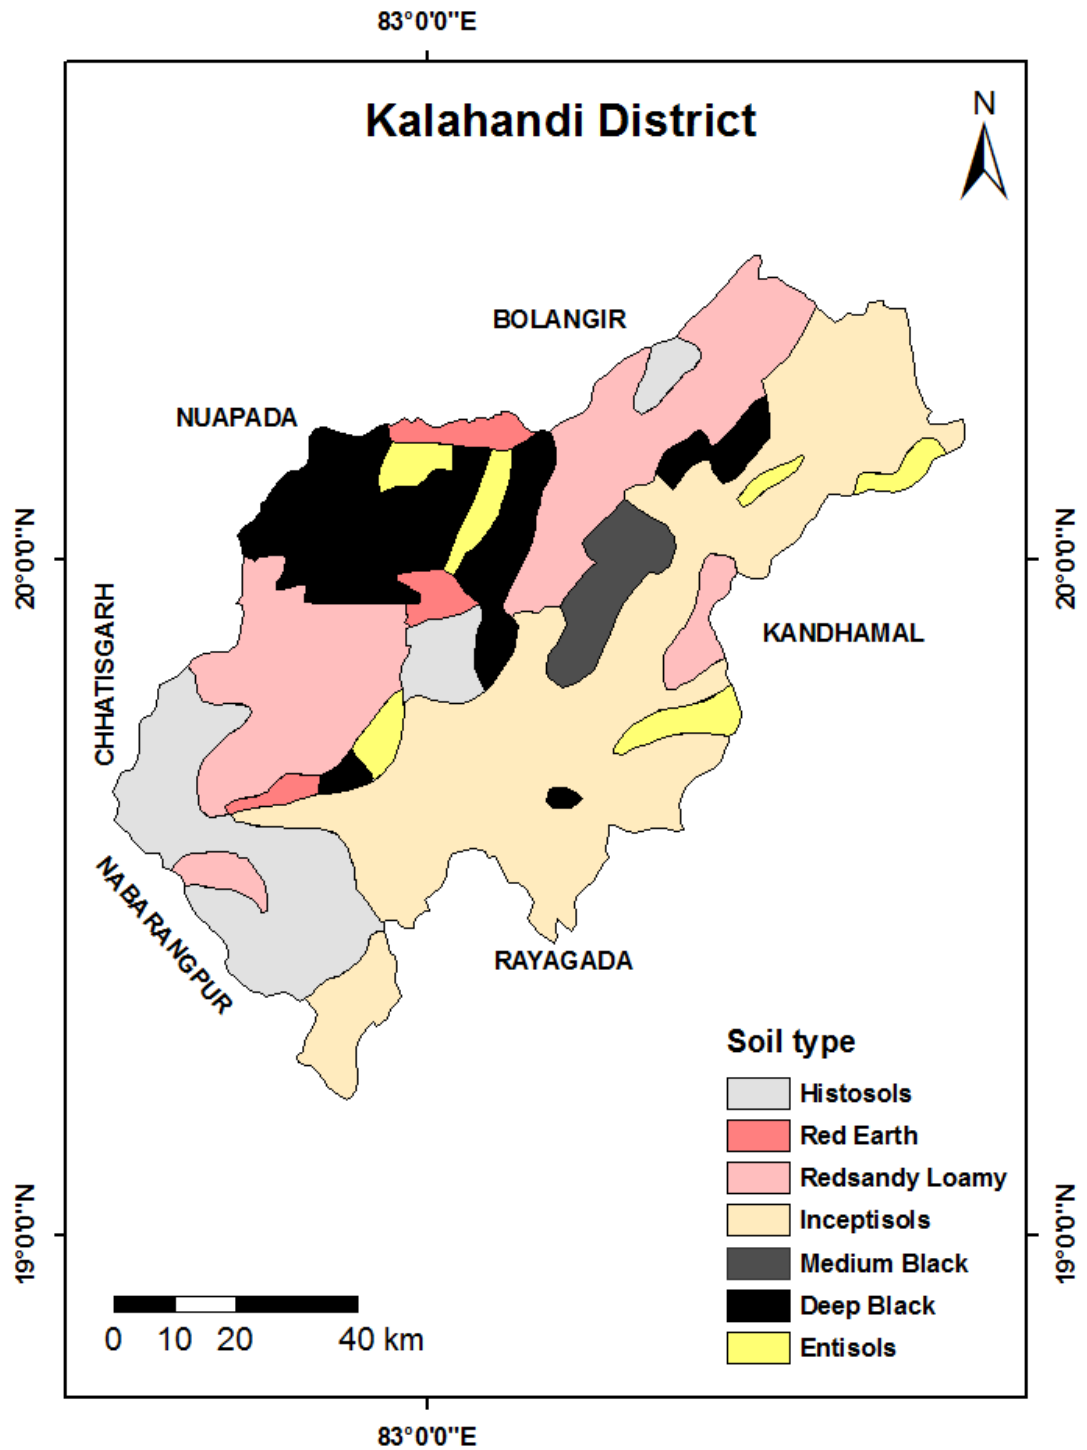 83°0'0"E
Kalahandi District
N
BOLANGIR
NUAPADA
20°0'0"N
20°0'0"N
CHHATISGARH
KANDHAMAL
NABARANGPUR
RAYAGADA
Soil type
Histosols
Red Earth
Redsandy Loamy
Inceptisols
Medium Black
Deep Black
Entisols
19°0'0"N
19°0'0"N
0 10 20 40 km
83°0'0"E